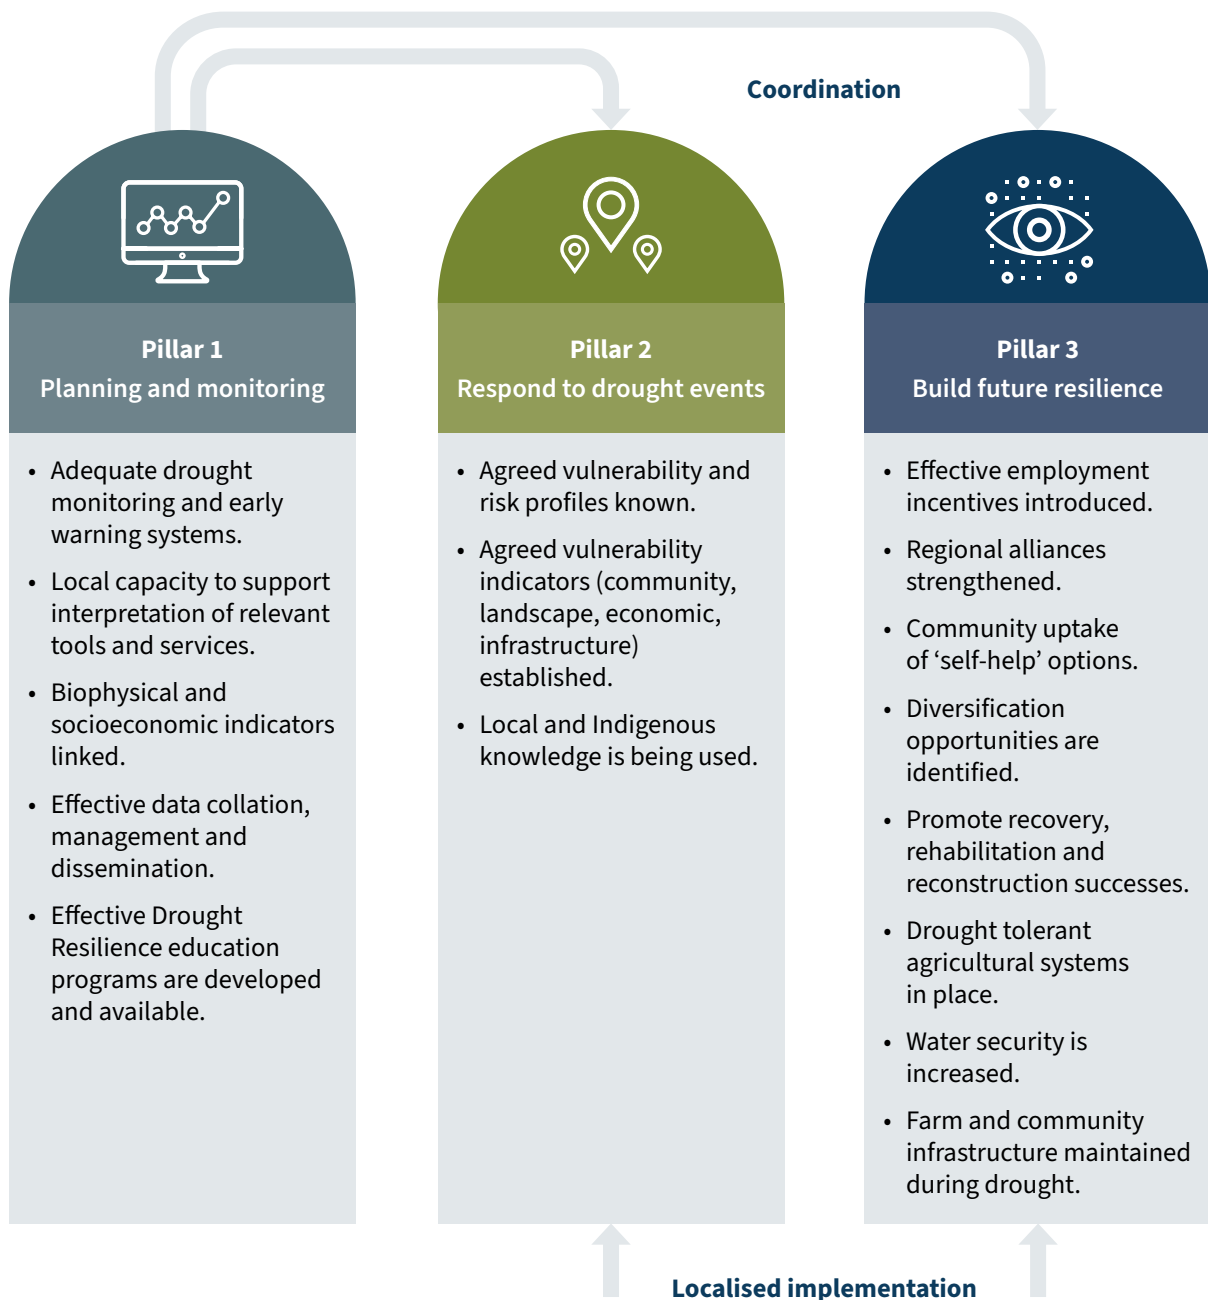 Coordination
Pillar 1
Planning and monitoring
• Adequate drought
monitoring and early
warning systems.
• Local capacity to support
interpretation of relevant
tools and services.
• Biophysical and
socioeconomic indicators
linked.
• Effective data collation,
management and
dissemination.
• Effective Drought
Resilience education
programs are developed
and available.
Pillar 2
Respond to drought events
• Agreed vulnerability and
risk profiles known.
• Agreed vulnerability
indicators (community,
landscape, economic,
infrastructure)
established.
• Local and Indigenous
knowledge is being used.
Pillar 3
Build future resilience
• Effective employment
incentives introduced.
• Regional alliances
strengthened.
• Community uptake
of ‘self-help’ options.
• Diversification
opportunities are
identified.
• Promote recovery,
rehabilitation and
reconstruction successes.
• Drought tolerant
agricultural systems
in place.
• Water security is
increased.
• Farm and community
infrastructure maintained
during drought.
Localised implementation